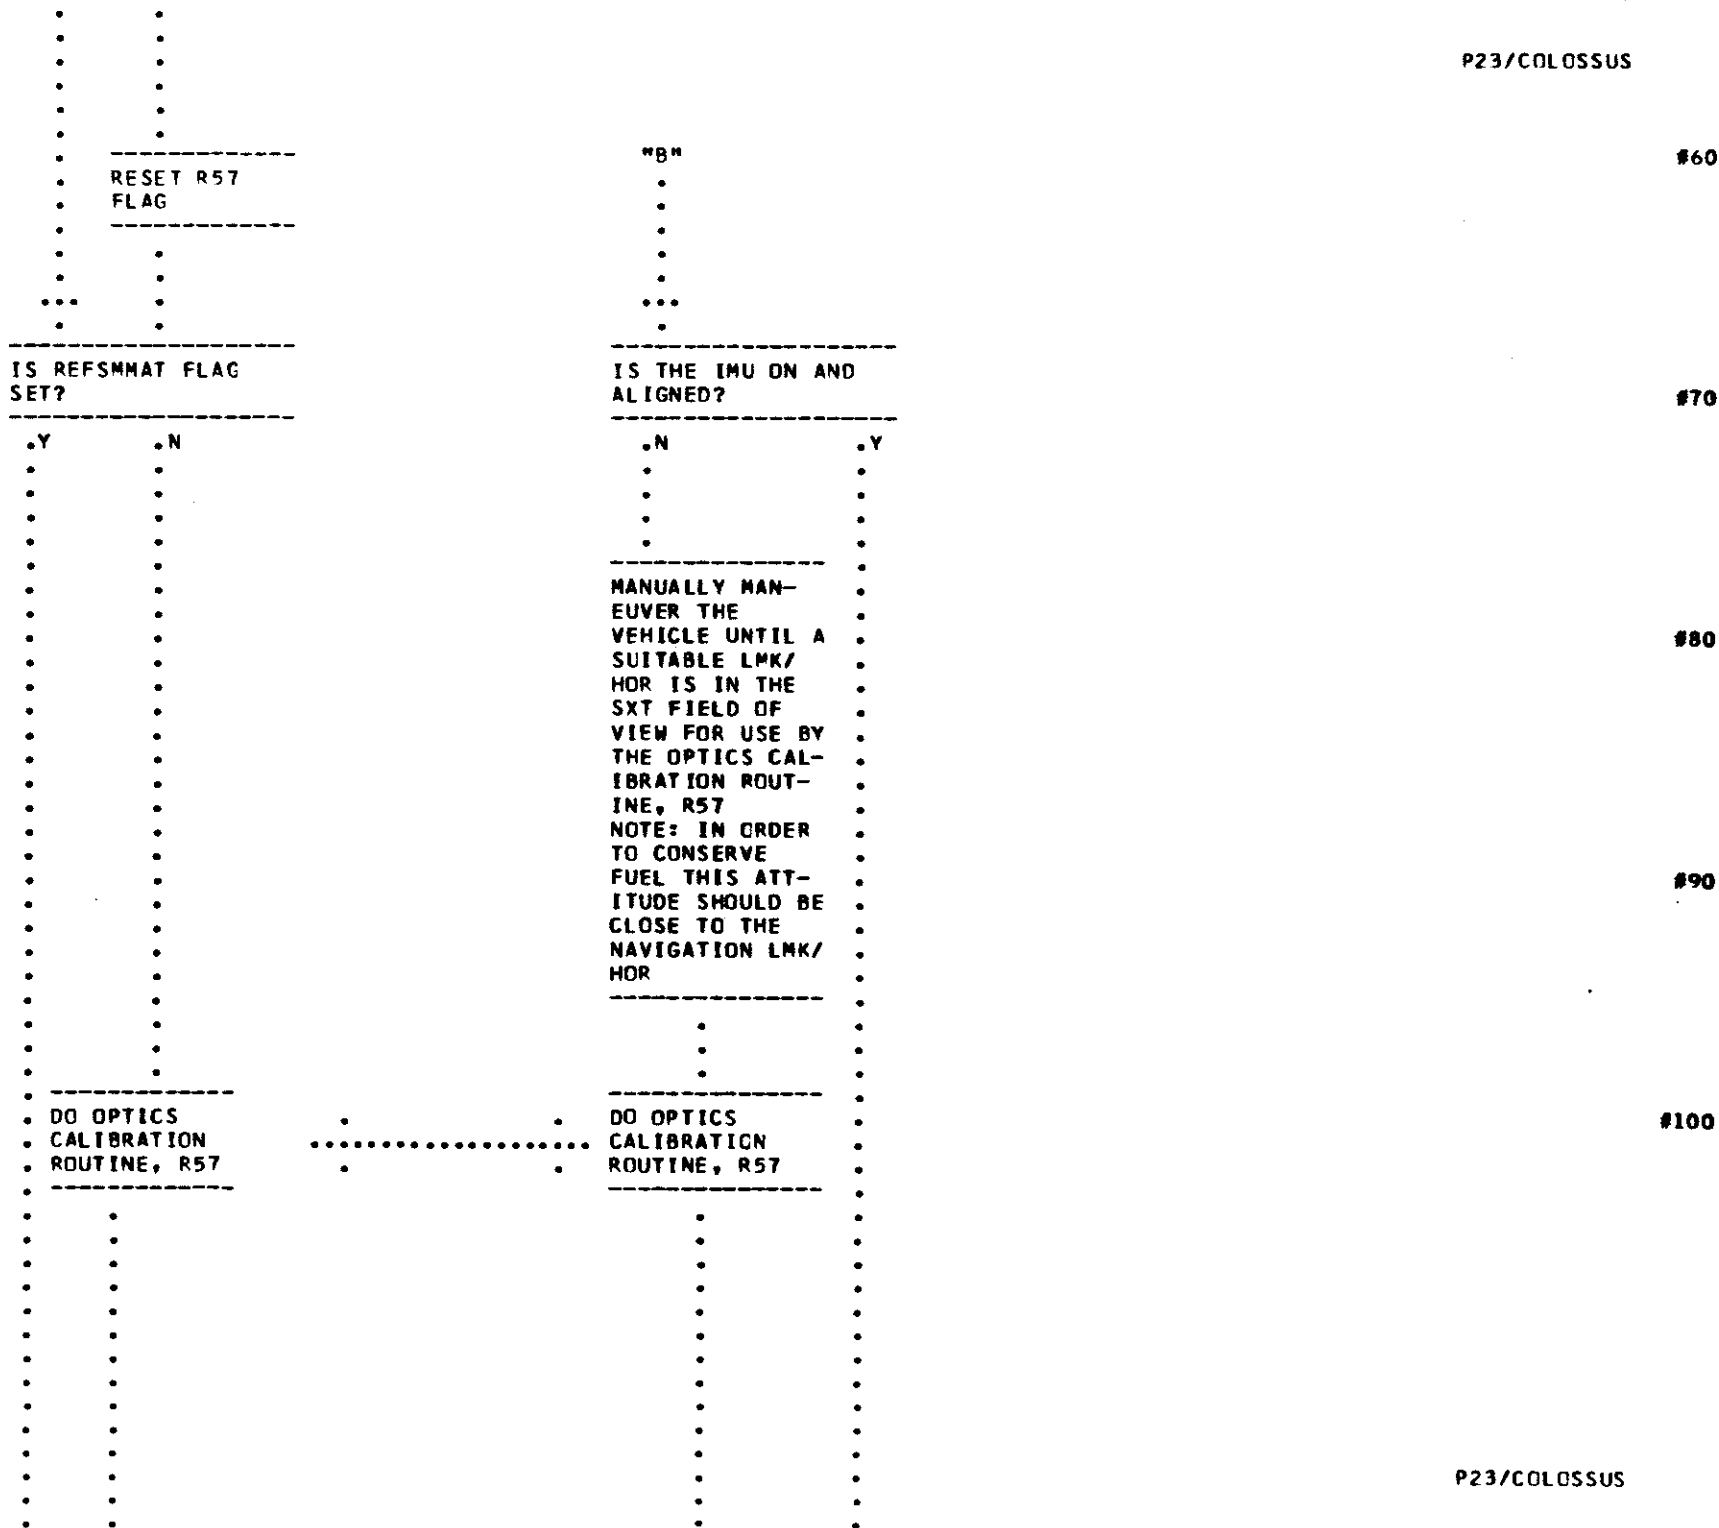 P23/COLOSSUS
"B"
#60
RESET R57
FLAG
IS REFSMMAT FLAG
SET?
IS THE IMU ON AND
ALIGNED?
#70
.Y .N
.N .Y
MANUALLY MAN-
EUVER THE
VEHICLE UNTIL A
#80
SUITABLE LMK/
HOR IS IN THE
SXT FIELD OF
VIEW FOR USE BY
THE OPTICS CAL-
IBRATION ROUT-
INE, R57
NOTE: IN ORDER
TO CONSERVE
FUEL THIS ATT-
#90
ITUDE SHOULD BE
CLOSE TO THE
NAVIGATION LMK/
HOR
DO OPTICS
CALIBRATION
ROUTINE, R57
DO OPTICS
CALIBRATION
ROUTINE, R57
#100
P23/COLOSSUS